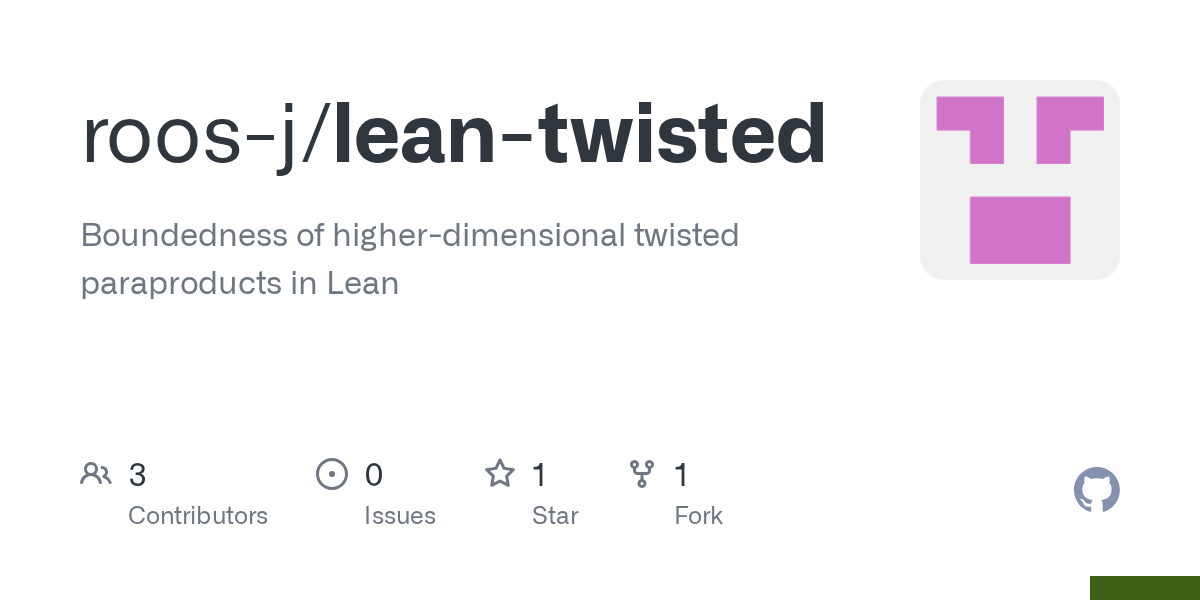 roos-j/lean-twisted
Boundedness of higher-dimensional twisted
paraproducts in Lean
3
Contributors
0
Issues
1
Star
1
Fork